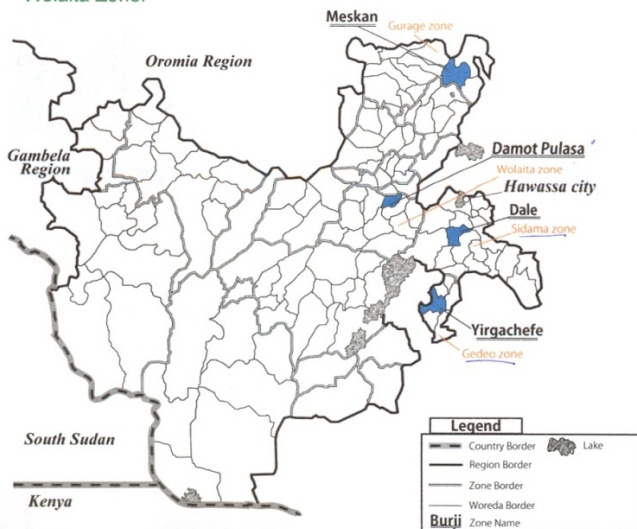 Wolaita Zone.
Meskan
Gurage zone
Oromia Region
Gambela
Region
Damot Pulasa
Wolaita zone
Hawassa city
Dale
Sidama zone
Yirgachefe
Gedeo zone
South Sudan
Kenya
Legend
Country Border
Lake
Region Border
Zone Border
Woreda Border
Burji Zone Name